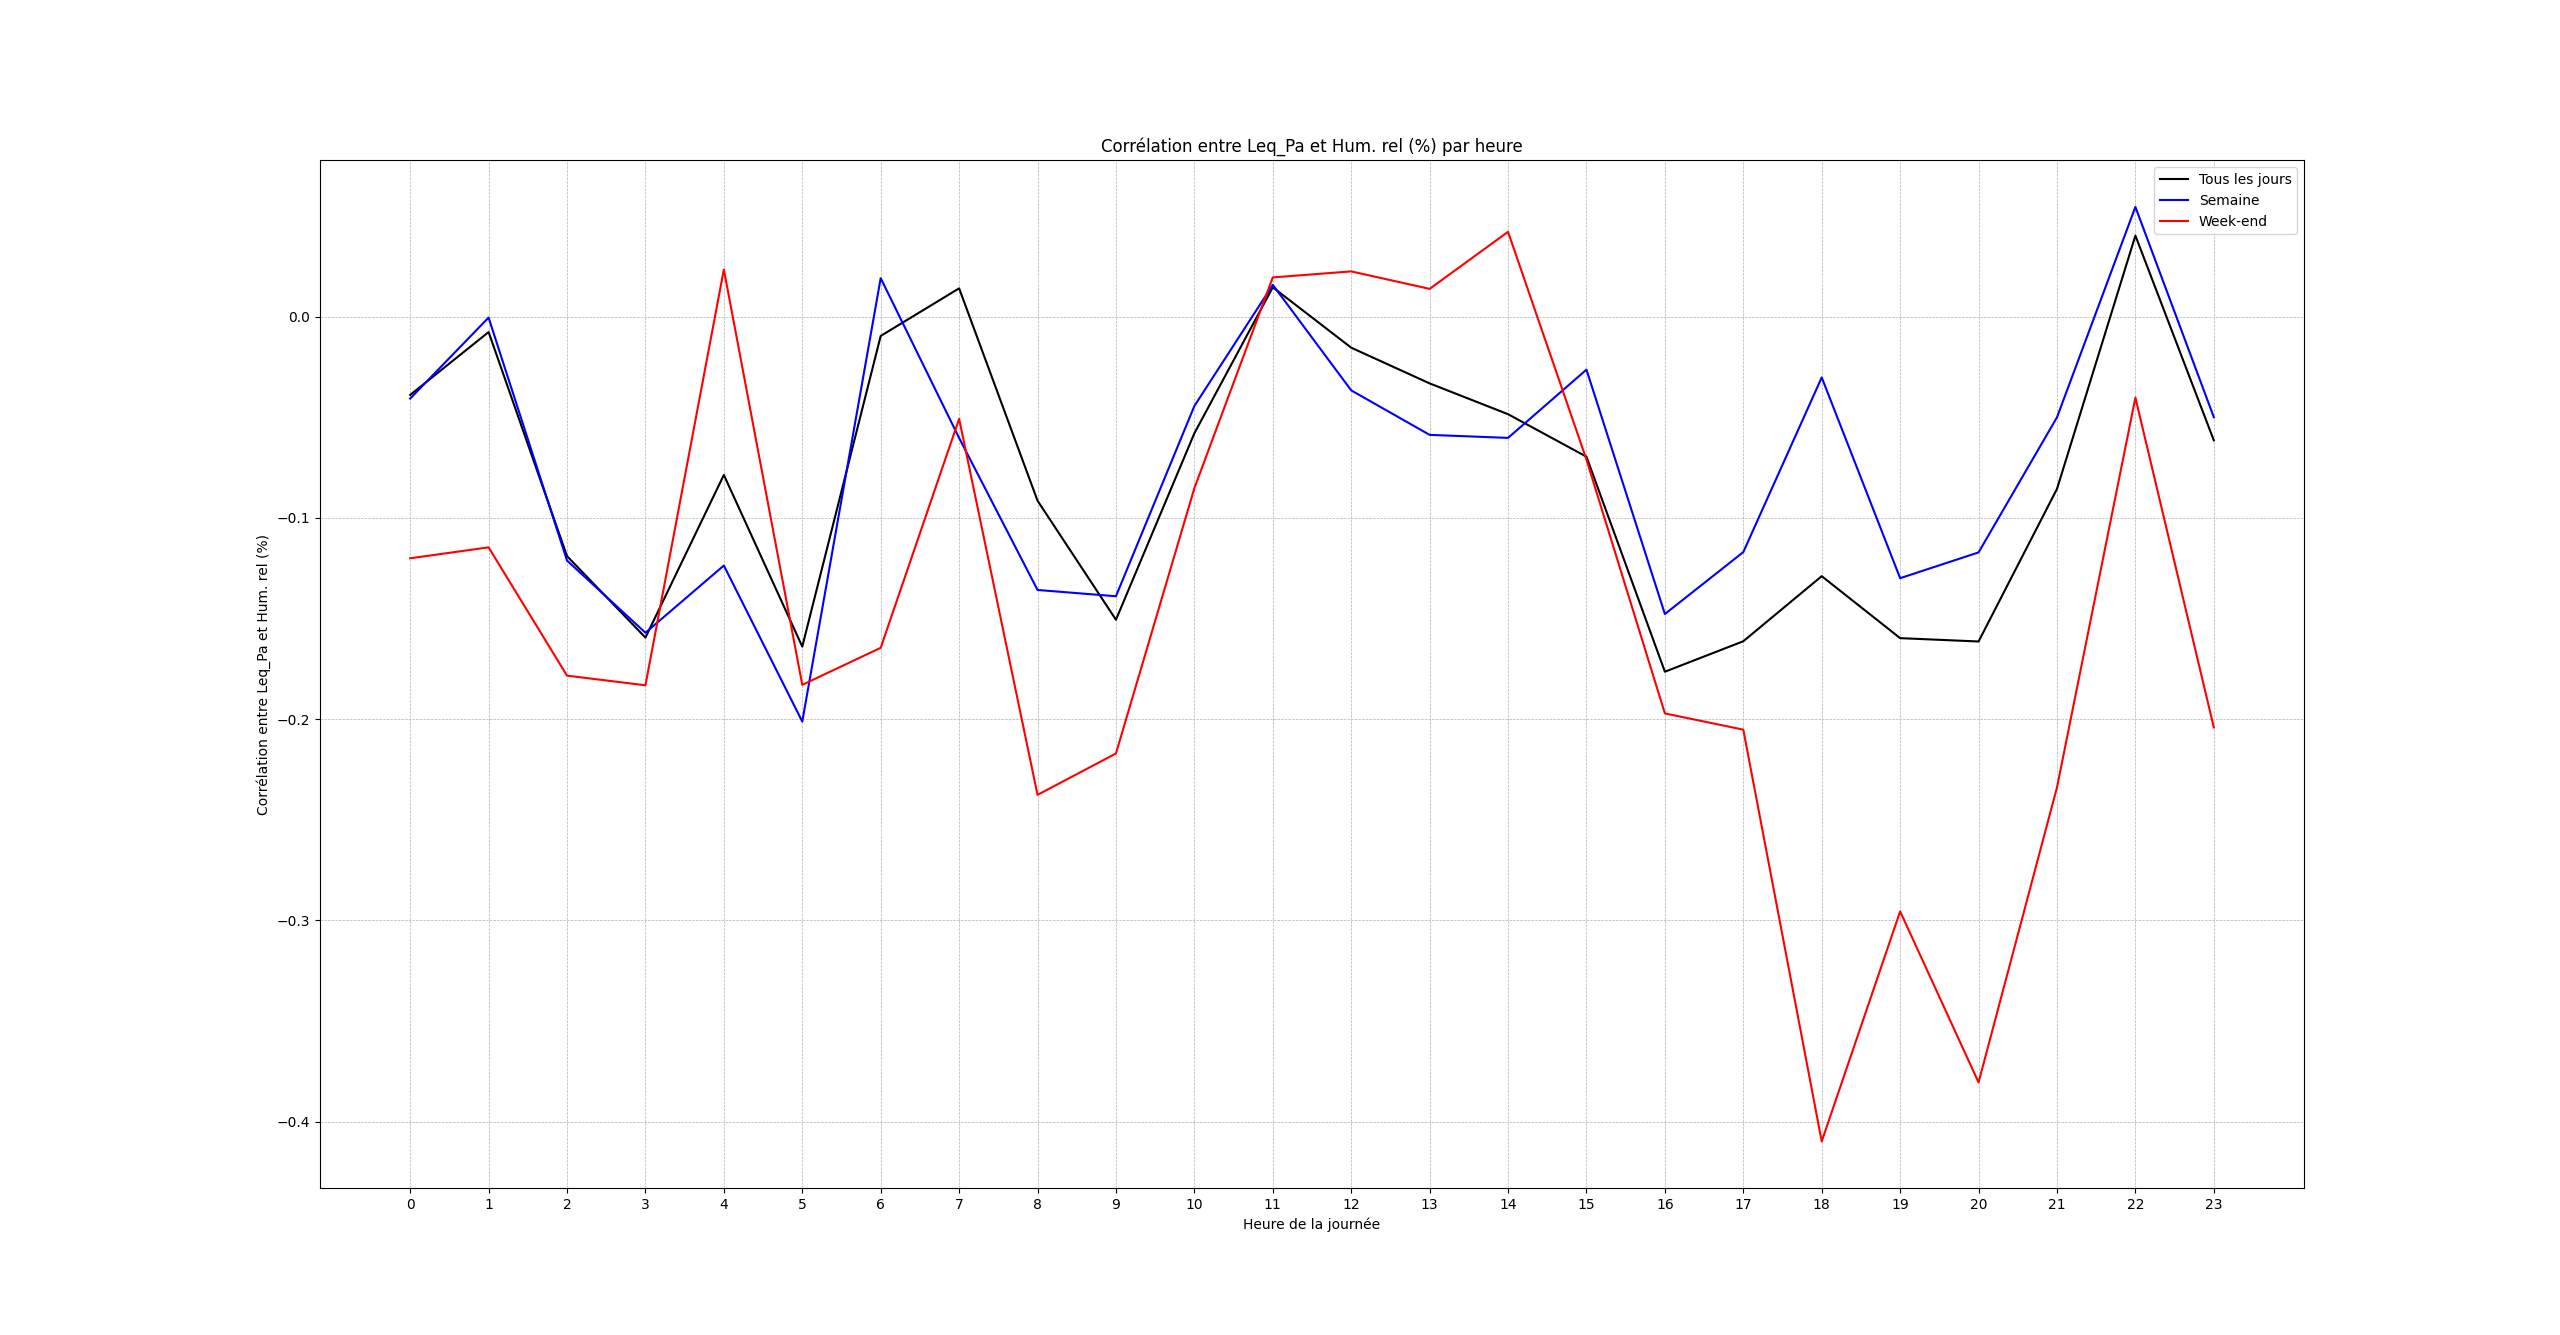 Corrélation entre Leq_Pa et Hum. rel (%) par heure
Tous les jours
Semaine
Week-end
Corrélation entre Leq_Pa et Hum. rel (%)
0.0
−0.1
−0.2
−0.3
−0.4
0 1 2 3 4 5 6 7 8 9 10 11 12 13 14 15 16 17 18 19 20 21 22 23
Heure de la journée